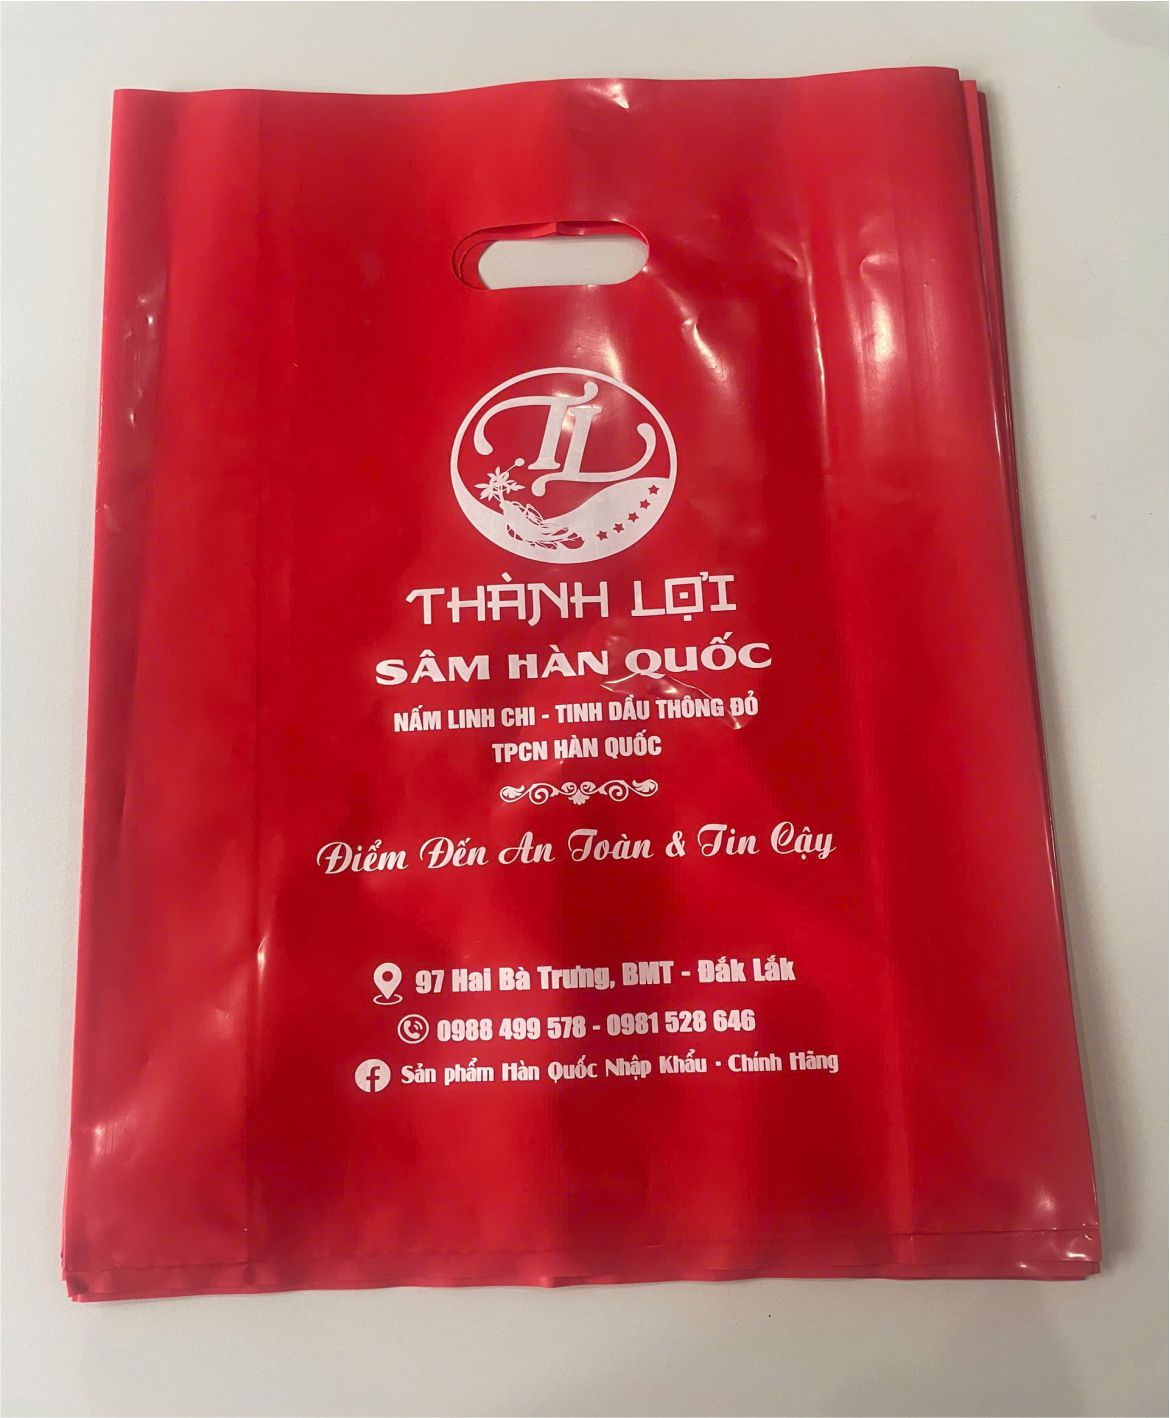 TL
THÀNH LỢI
SÂM HÀN QUỐC
NẤM LINH CHI - TINH DẦU THÔNG ĐỎ
TPCN HÀN QUỐC
Điểm Đến An Toàn & Tin Cậy
97 Hai Bà Trưng, BMT - Đắk Lắk
0988 499 578 - 0981 528 646
Sản phẩm Hàn Quốc Nhập Khẩu - Chính Hãng